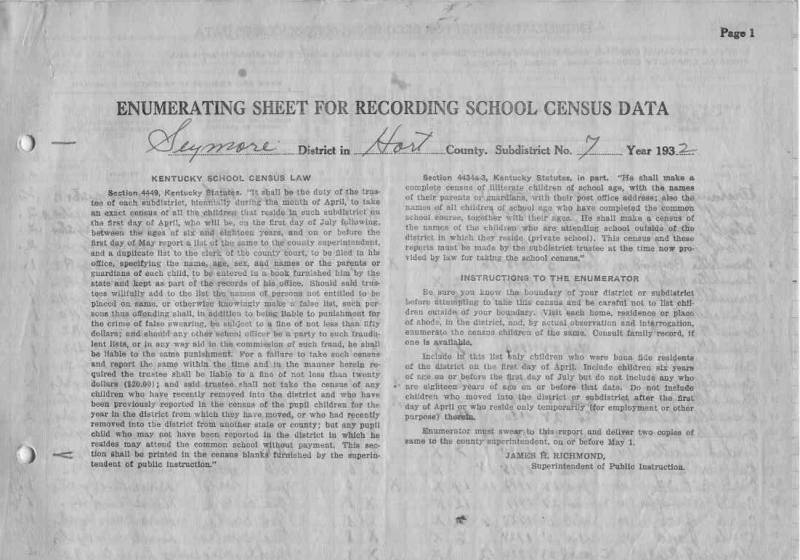 Page 1
ENUMERATING SHEET FOR RECORDING SCHOOL CENSUS DATA
Seymore District in Hart County. Subdistrict No. 7 Year 1932
KENTUCKY SCHOOL CENSUS LAW
Section 4449, Kentucky Statutes. "It shall be the duty of the trus-
tee of each subdistrict, biennially during the month of April, to take
an exact census of all the children that reside in such subdistrict on
the first day of April, who will be, on the first day of July following,
between the ages of six and eighteen years, and on or before the
first day of May report a list of the same to the county superintendent,
and a duplicate list to the clerk of the county court, to be filed in his
office, specifying the name, age, sex, and names or the parents or
guardians of each child, to be entered in a book furnished him by the
state and kept as part of the records of his office. Should said trus-
tees willfully add to the list the names of persons not entitled to be
placed on same, or otherwise knowingly make a false list, such per-
sons thus offending shall, in addition to being liable to punishment for
the crime of false swearing, be subject to a fine of not less than fifty
dollars; and should any other school officer be a party to such fraudu-
lent lists, or in any way aid in the commission of such fraud, he shall
be liable to the same punishment. For a failure to take such census
and report the same within the time and in the manner herein re-
quired the trustee shall be liable to a fine of not less than twenty
dollars ($20.00); and said trustee shall not take the census of any
children who have recently removed into the district and who have
been previously reported in the census of the pupil children for the
year in the district from which they have moved, or who had recently
removed into the district from another state or county; but any pupil
child who may not have been reported in the district in which he
resides may attend the common school without payment. This sec-
tion shall be printed in the census blanks furnished by the superin-
tendent of public instruction."
Section 4434a-3, Kentucky Statutes, in part. "He shall make a
complete census of illiterate children of school age, with the names
of their parents or guardians, with their post office address; also the
names of all children of school age who have completed the common
school course, together with their ages. He shall make a census of
the names of the children who are attending school outside of the
district in which they reside (private school). This census and these
reports must be made by the subdistrict trustee at the time now pro-
vided by law for taking the school census."
INSTRUCTIONS TO THE ENUMERATOR
Be sure you know the boundary of your district or subdistrict
before attempting to take this census and be careful not to list chil-
dren outside of your boundary. Visit each home, residence or place
of abode, in the district, and, by actual observation and interrogation,
enumerate the census children of the same. Consult family record, if
one is available.
Include in this list only children who were bona fide residents
of the district on the first day of April. Include children six years
of age on or before the first day of July but do not include any who
are eighteen years of age on or before that date. Do not include
children who moved into the district or subdistrict after the first
day of April or who reside only temporarily (for employment or other
purpose) therein.
Enumerator must swear to this report and deliver two copies of
same to the county superintendent, on or before May 1.
JAMES H. RICHMOND,
Superintendent of Public Instruction.